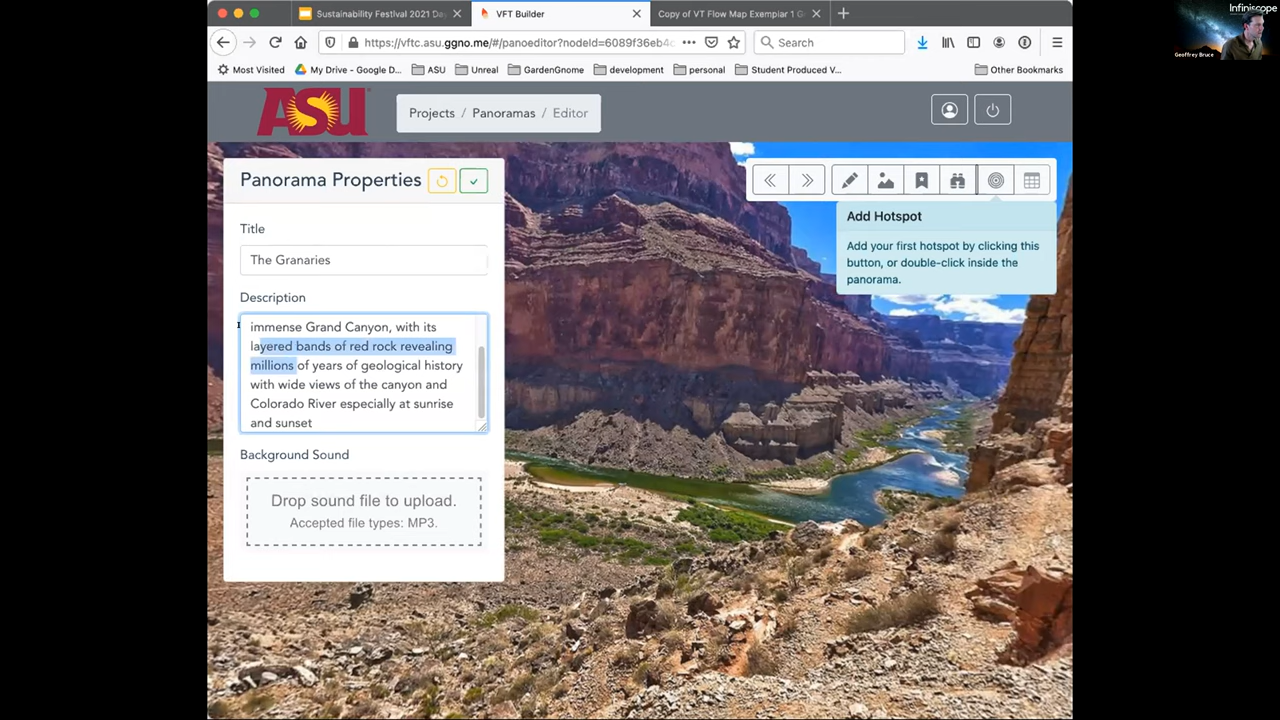 Infiniscope
Geoffrey Bruce
Sustainability Festival 2021 Da
VFT Builder
Copy of VT Flow Map Exemplar 1 G
https://vftc.asu.ggno.me/#/panoeditor?nodeId=6089f36eb4c
Search
Most Visited
My Drive - Google D...
ASU
Unreal
GardenGnome
development
personal
Student Produced V...
Other Bookmarks
ASU
Projects / Panoramas / Editor
Panorama Properties
Title
The Granaries
Description
immense Grand Canyon, with its
layered bands of red rock revealing
millions of years of geological history
with wide views of the canyon and
Colorado River especially at sunrise
and sunset
Background Sound
Drop sound file to upload.
Accepted file types: MP3.
Add Hotspot
Add your first hotspot by clicking this
button, or double-click inside the
panorama.